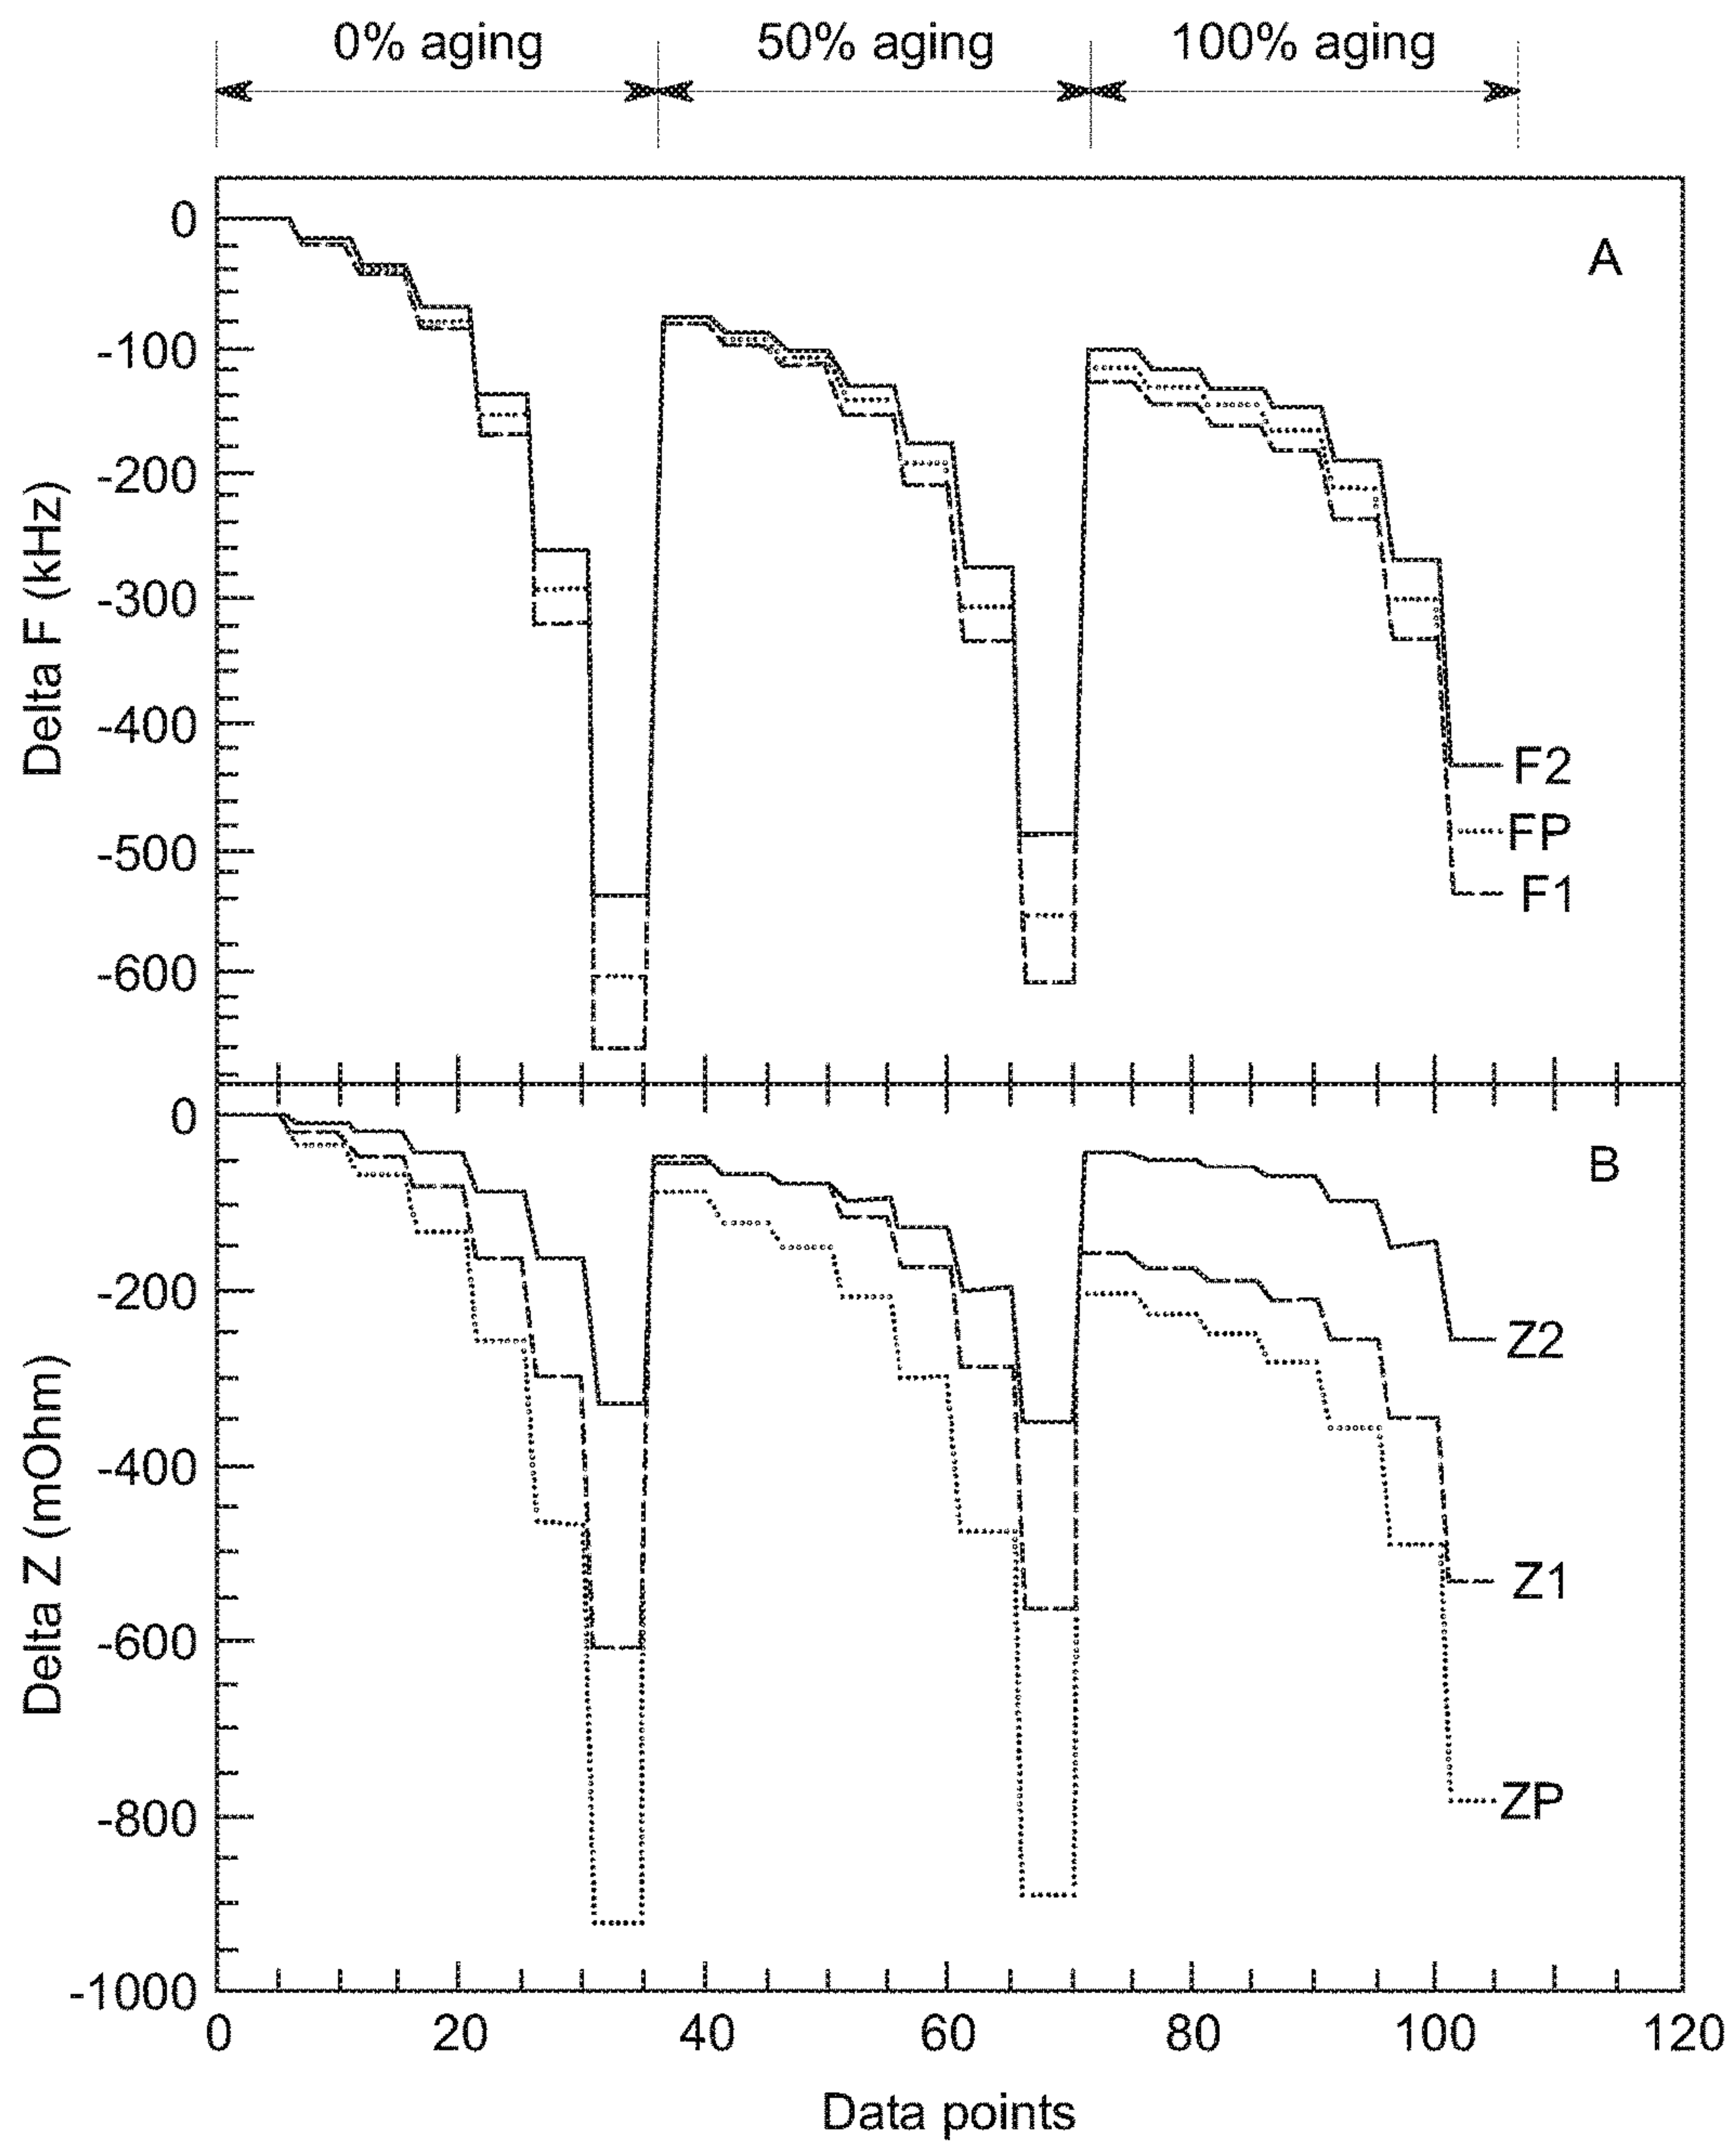 0% aging 50% aging 100% aging
A
0
-100
-200
-300
-400
-500
-600
Delta F (kHz)
F2
FP
F1
B
0
-200
-400
-600
-800
-1000
Delta Z (mOhm)
Z2
Z1
ZP
0 20 40 60 80 100 120
Data points